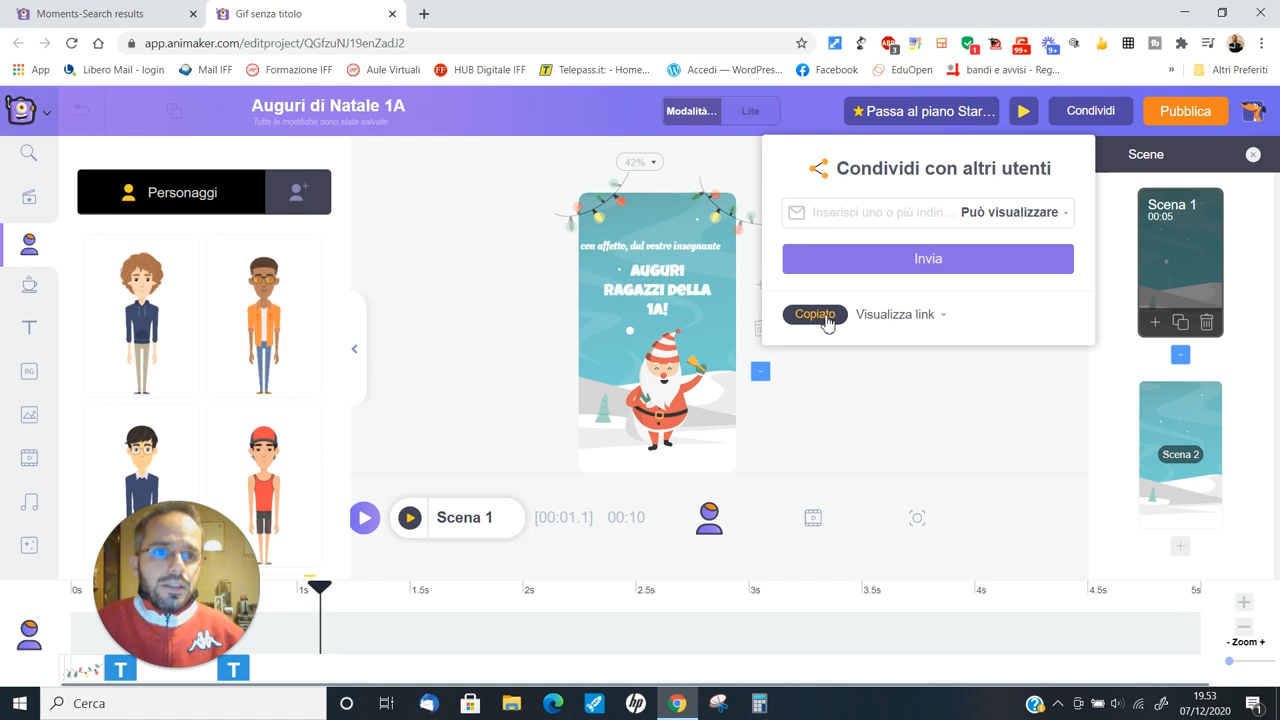 Moments-Search results
Gif senza titolo
app.animaker.com/editproject/QGfzuNJ19enZadJ2
3
1
99+
9+
App
Libero Mail - login
Mail IFF
Formazione IFF
Aule Virtuali
HUB Digitale IFF
Telepass.it: - Home...
Accedi — WordPres...
Facebook
EduOpen
bandi e avvisi - Reg...
»
Altri Preferiti
Auguri di Natale 1A
Tutte le modifiche sono state salvate
Modalità...
Lite
Passa al piano Star...
Condividi
Pubblica
Personaggi
42%
Condividi con altri utenti
Inserisci uno o più indiri...
Può visualizzare
Invia
Copiato
Visualizza link
Scene
Scena 1
00:05
Scena 2
con affetto, dal vostro insegnante
AUGURI
RAGAZZI DELLA
1A!
BG
T
Scena 1
[00:01.1]
00:10
0s
1s
1.5s
2s
2.5s
3s
3.5s
4s
4.5s
5s
- Zoom +
T
T
Cerca
19.53
07/12/2020